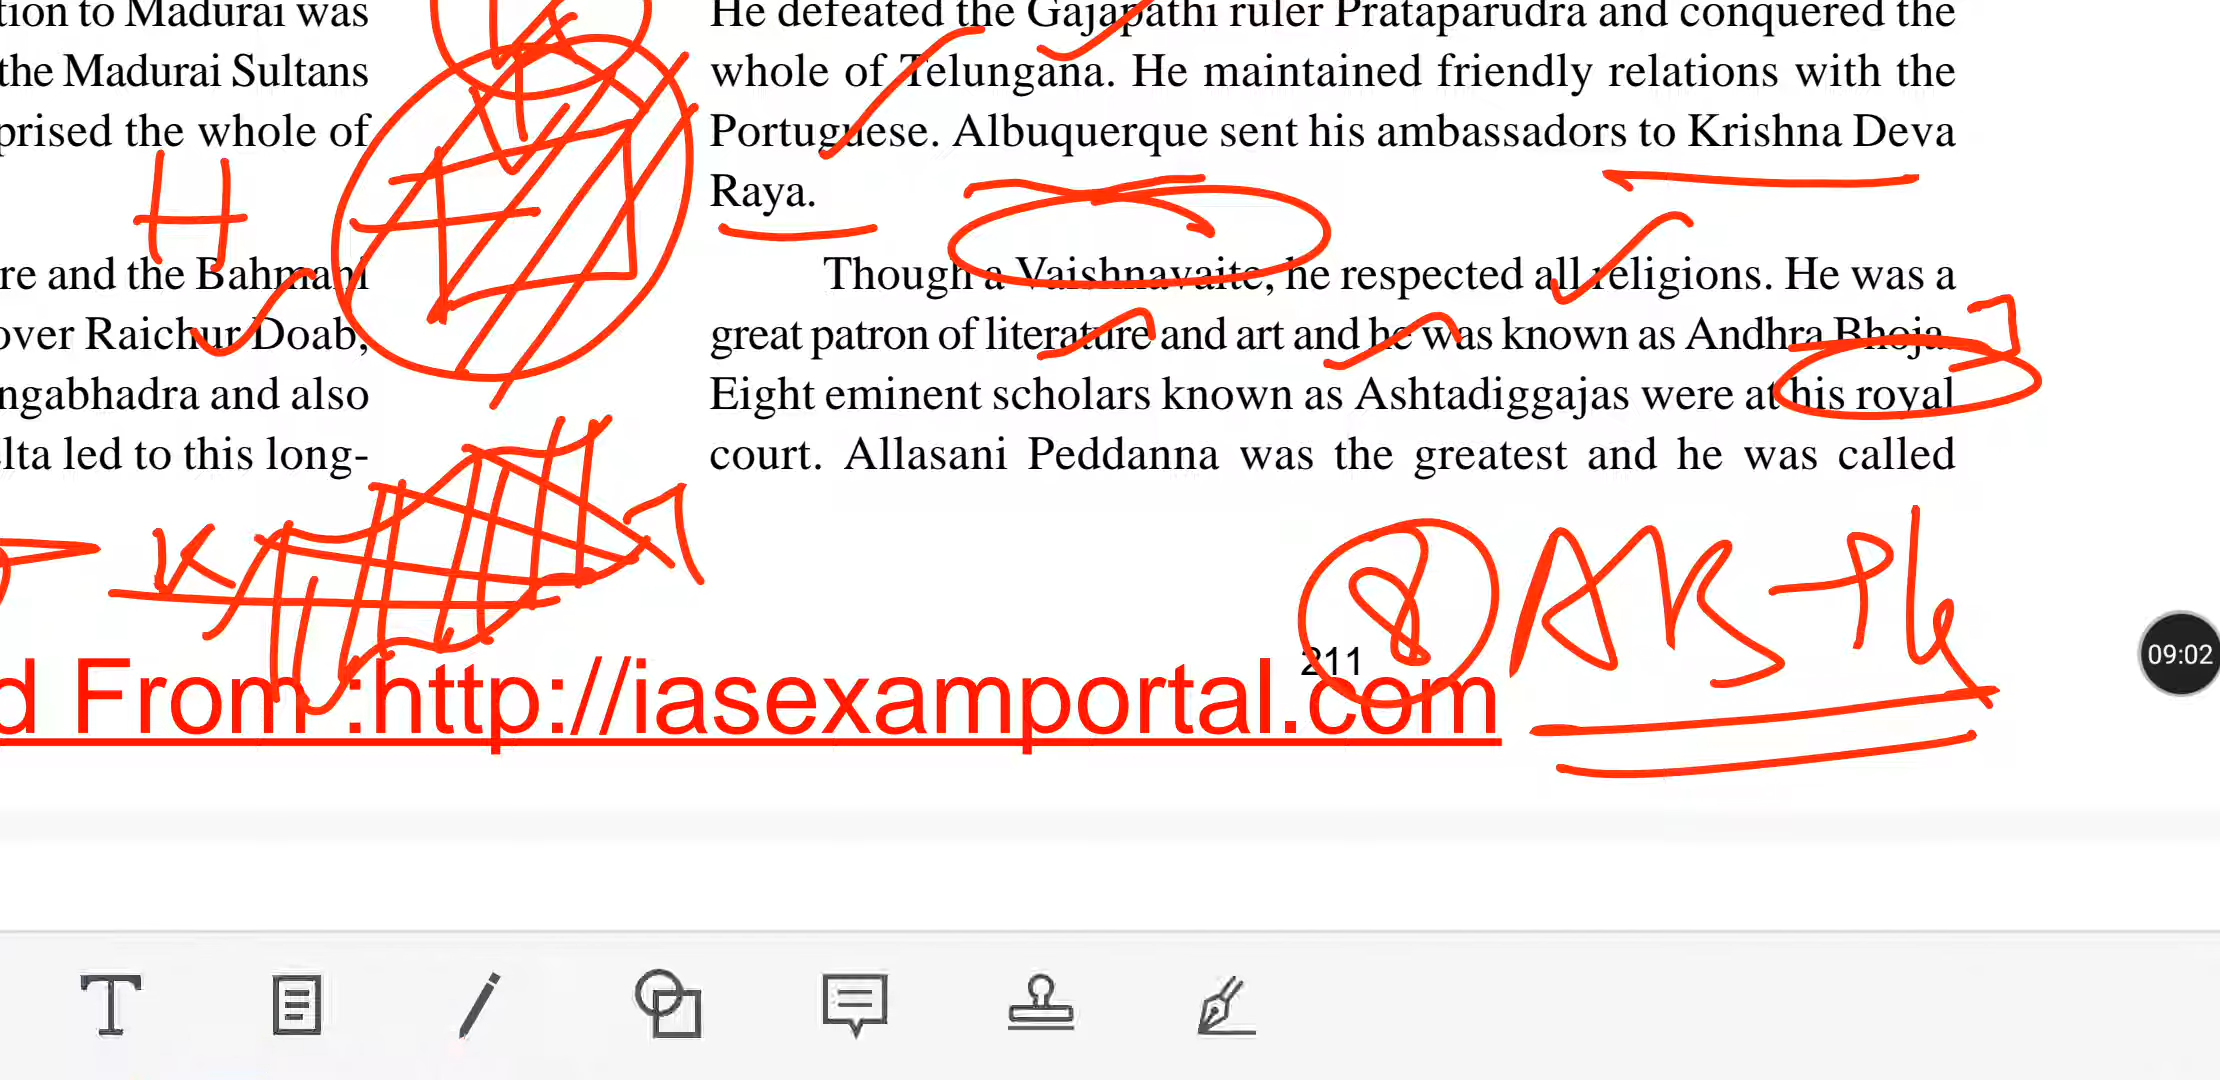 tion to Madurai was
the Madurai Sultans
prised the whole of
H
re and the Bahmani
over Raichur Doab,
ngabhadra and also
elta led to this long-
He defeated the Gajapathi ruler Prataparudra and conquered the
whole of Telungana. He maintained friendly relations with the
Portuguese. Albuquerque sent his ambassadors to Krishna Deva
Raya.
Though a Vaishnavaite, he respected all religions. He was a
great patron of literature and art and he was known as Andhra Bhoja.
Eight eminent scholars known as Ashtadiggajas were at his royal
court. Allasani Peddanna was the greatest and he was called
K
8
211
d From :http://iasexamportal.com
09:02
T